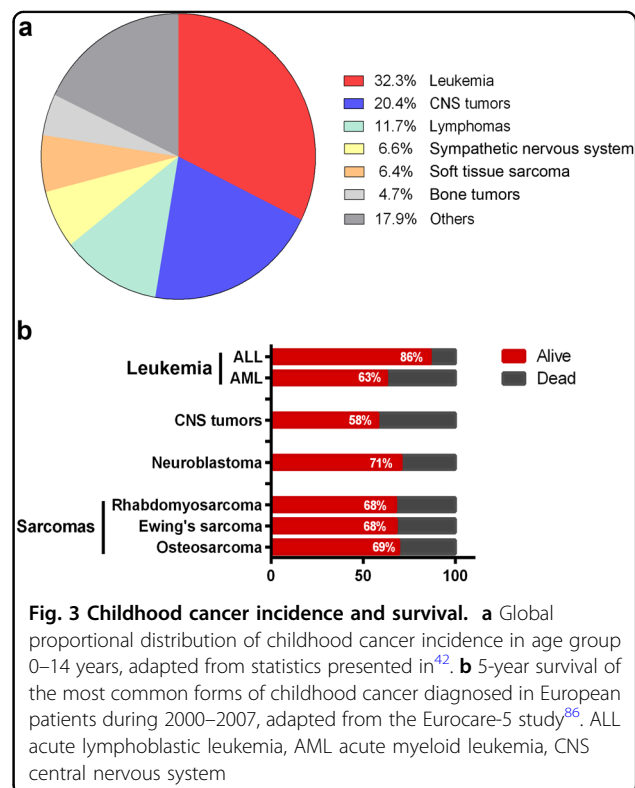 a
32.3% Leukemia
20.4% CNS tumors
11.7% Lymphomas
6.6% Sympathetic nervous system
6.4% Soft tissue sarcoma
4.7% Bone tumors
17.9% Others
b
Leukemia
ALL 86%
AML 63%
CNS tumors 58%
Neuroblastoma 71%
Sarcomas
Rhabdomyosarcoma 68%
Ewing's sarcoma 68%
Osteosarcoma 69%
0 50 100
Alive
Dead
Fig. 3 Childhood cancer incidence and survival. a Global
proportional distribution of childhood cancer incidence in age group
0–14 years, adapted from statistics presented in42. b 5-year survival of
the most common forms of childhood cancer diagnosed in European
patients during 2000–2007, adapted from the Eurocare-5 study86. ALL
acute lymphoblastic leukemia, AML acute myeloid leukemia, CNS
central nervous system